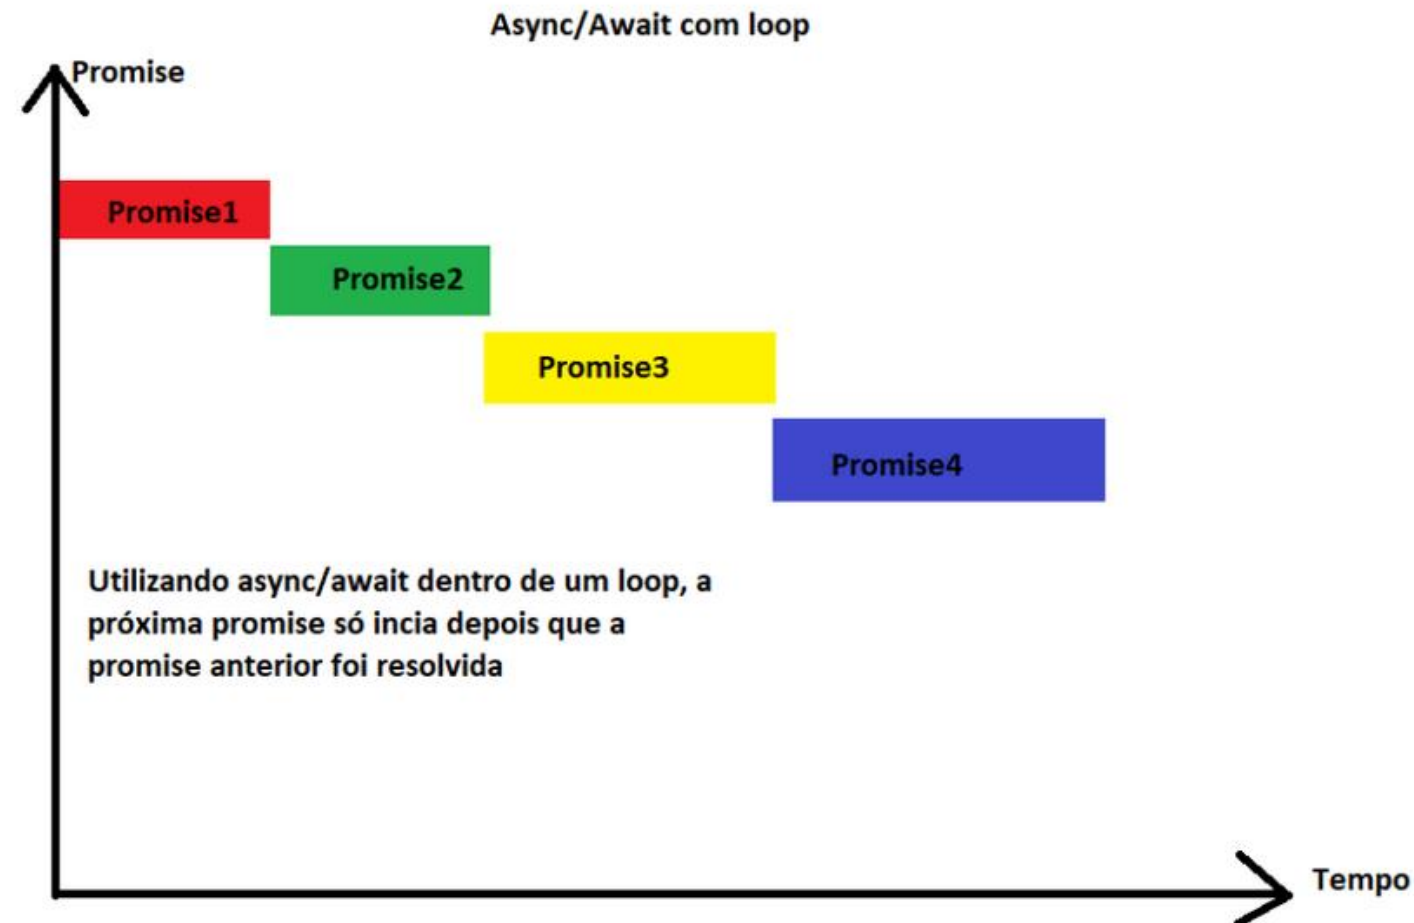 Async/Await com loop
Promise
Promise1
Promise2
Promise3
Promise4
Utilizando async/await dentro de um loop, a
próxima promise só incia depois que a
promise anterior foi resolvida
Tempo